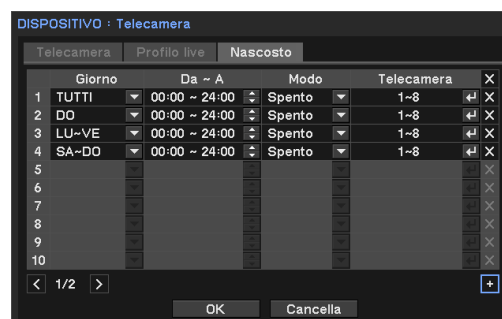 DISPOSITIVO : Telecamera
Telecamera Profilo live Nascosto
Giorno Da ~ A Modo Telecamera X
1 TUTTI 00:00 ~ 24:00 Spento 1~8 X
2 DO 00:00 ~ 24:00 Spento 1~8 X
3 LU~VE 00:00 ~ 24:00 Spento 1~8 X
4 SA~DO 00:00 ~ 24:00 Spento 1~8 X
5 X
6 X
7 X
8 X
9 X
10 X
< 1/2 > +
OK Cancella